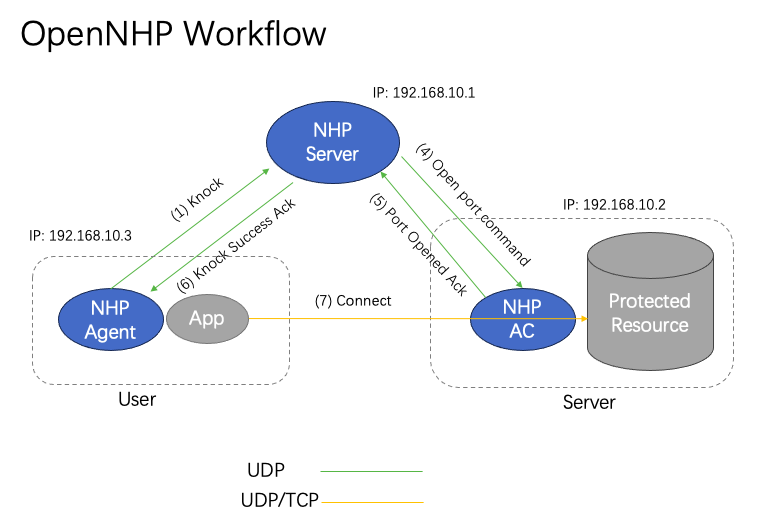 OpenNHP Workflow
IP: 192.168.10.1
NHP
Server
(1) Knock
(6) Knock Success Ack
(4) Open port command
(5) Port Opened Ack
IP: 192.168.10.2
IP: 192.168.10.3
NHP
Agent
App
(7) Connect
NHP
AC
Protected
Resource
User
Server
UDP
UDP/TCP